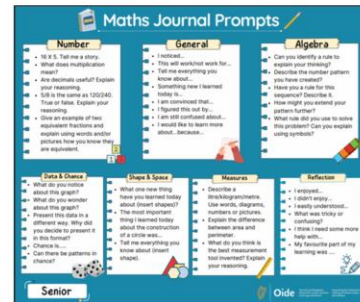 Maths Journal Prompts
Number
• 16 X 5. Tell me a story.
• What does multiplication
mean?
• Are decimals useful? Explain
your reasoning.
• 5/8 is the same as 120/240.
True or false. Explain your
reasoning.
• Give an example of two
equivalent fractions and
explain using words and/or
pictures how you know they
are equivalent.
General
• I noticed...
• This will work/not work for...
• Tell me everything you
know about...
• Something new I learned
today is...
• I am convinced that...
• I figured this out by...
• I am still confused about...
• I would like to learn more
about...because...
Algebra
• Can you identify a rule to
explain your thinking?
• Describe the number pattern
you have created?
• Have you a rule for this
sequence? Describe it.
• How might you extend your
pattern further?
• What rule did you use to
solve this problem? Can you explain
using symbols?
Data & Chance
• What do you notice
about this graph?
• What do you wonder
about this graph?
• Present this data in a
different way. Why did
you decide to present it
in this format?
• Chance is ....
• Can there be patterns in
chance?
Shape & Space
• What one new thing
have you learned today
about (insert shape)?
• The most important
thing I learned today
about the construction
of a circle was...
• Tell me everything you
know about (insert
shape).
Measures
• Describe a
litre/kilogram/metre.
Use words, diagrams,
numbers or pictures.
• Explain the difference
between area and
perimeter.
• What do you think is
the best measurement
tool invented? Explain
your reasoning.
Reflection
• I enjoyed...
• I didn't enjoy...
• I easily understood...
• What was tricky or
confusing?
• I think I need some more
help with...
• My favourite part of my
learning was ....
Senior
Oide